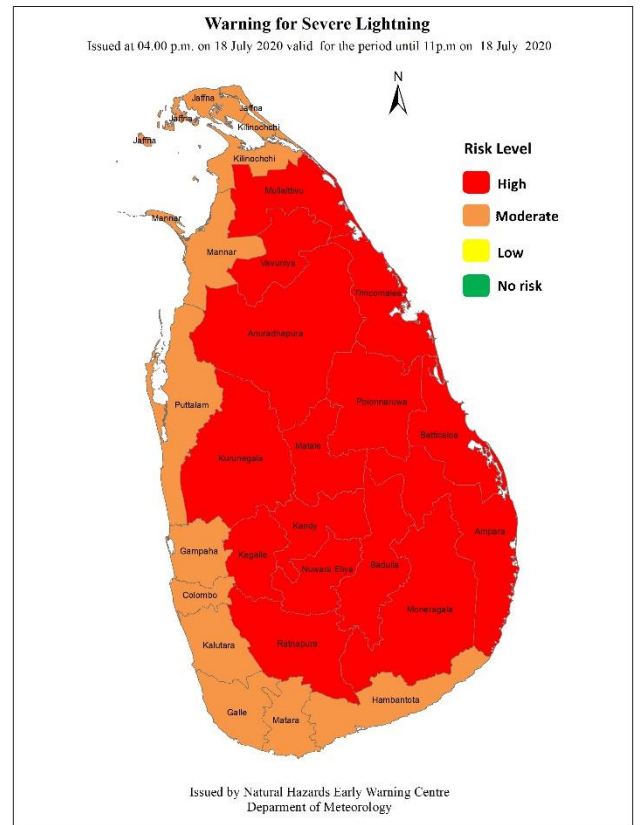 Warning for Severe Lightning
Issued at 04.00 p.m. on 18 July 2020 valid for the period until 11p.m on 18 July 2020
N
Jaffna
Jaffna
Jaffna
Kilinochchi
Jaffna
Kilinochchi
Risk Level
High
Moderate
Low
No risk
Mullaitivu
Mannar
Mannar
Vavuniya
Trincomalee
Anuradhapura
Polonnaruwa
Puttalam
Batticaloa
Matale
Kurunegala
Kandy
Ampara
Gampaha
Kegalle
Nuwara Eliya
Badulla
Colombo
Moneragala
Kalutara
Ratnapura
Hambantota
Galle
Matara
Issued by Natural Hazards Early Warning Centre
Deparment of Meteorology